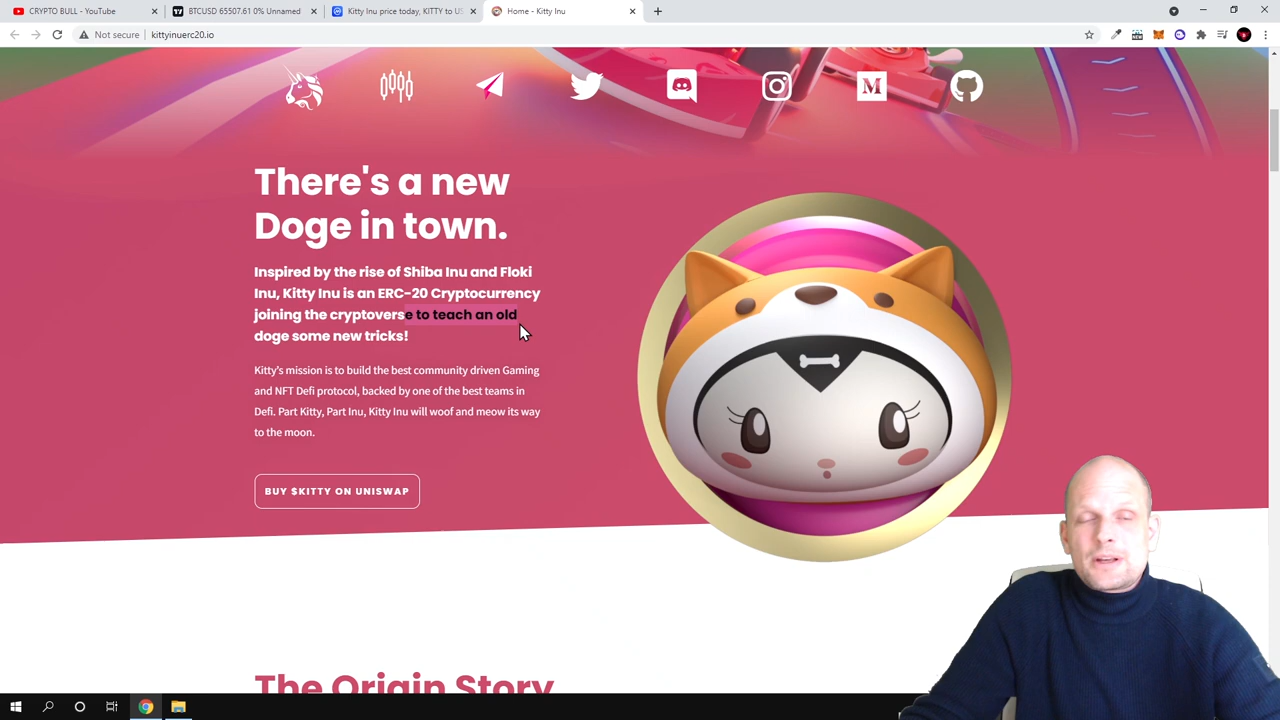 CRYPTO BULL - YouTube
BTCUSD 65507.61 0% Unnamed
Kitty Inu price today, KITTY to US
Home - Kitty Inu
Not secure
kittyinuerc20.io
There's a new
Doge in town.
Inspired by the rise of Shiba Inu and Floki
Inu, Kitty Inu is an ERC-20 Cryptocurrency
joining the cryptoverse to teach an old
doge some new tricks!
Kitty's mission is to build the best community driven Gaming
and NFT Defi protocol, backed by one of the best teams in
Defi. Part Kitty, Part Inu, Kitty Inu will woof and meow its way
to the moon.
BUY $KITTY ON UNISWAP
The Origin Story